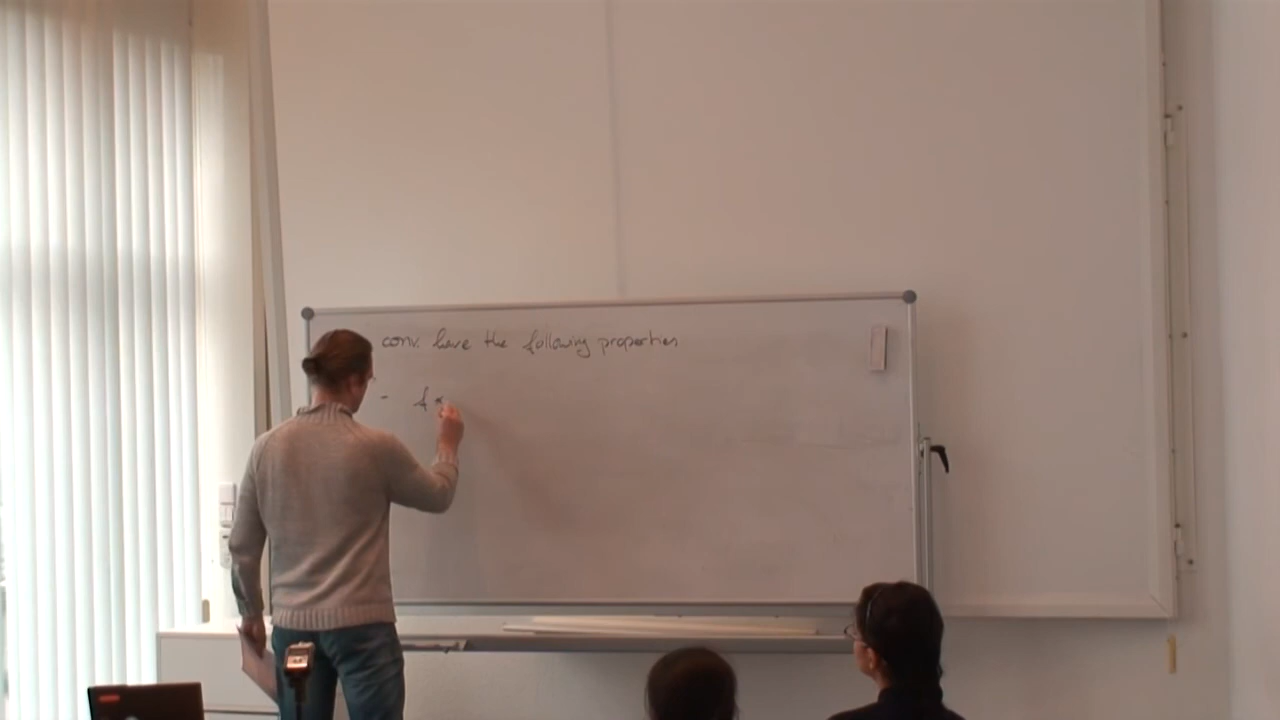 conv. have the following properties
- f *